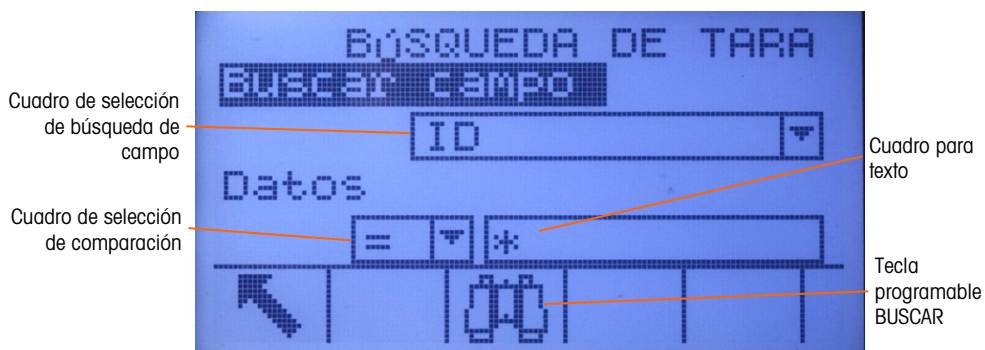 BÚSQUEDA DE TARA
Buscar campo
ID
Datos
= *
Cuadro de selección
de búsqueda de
campo
Cuadro de selección
de comparación
Cuadro para
texto
Tecla
programable
BUSCAR